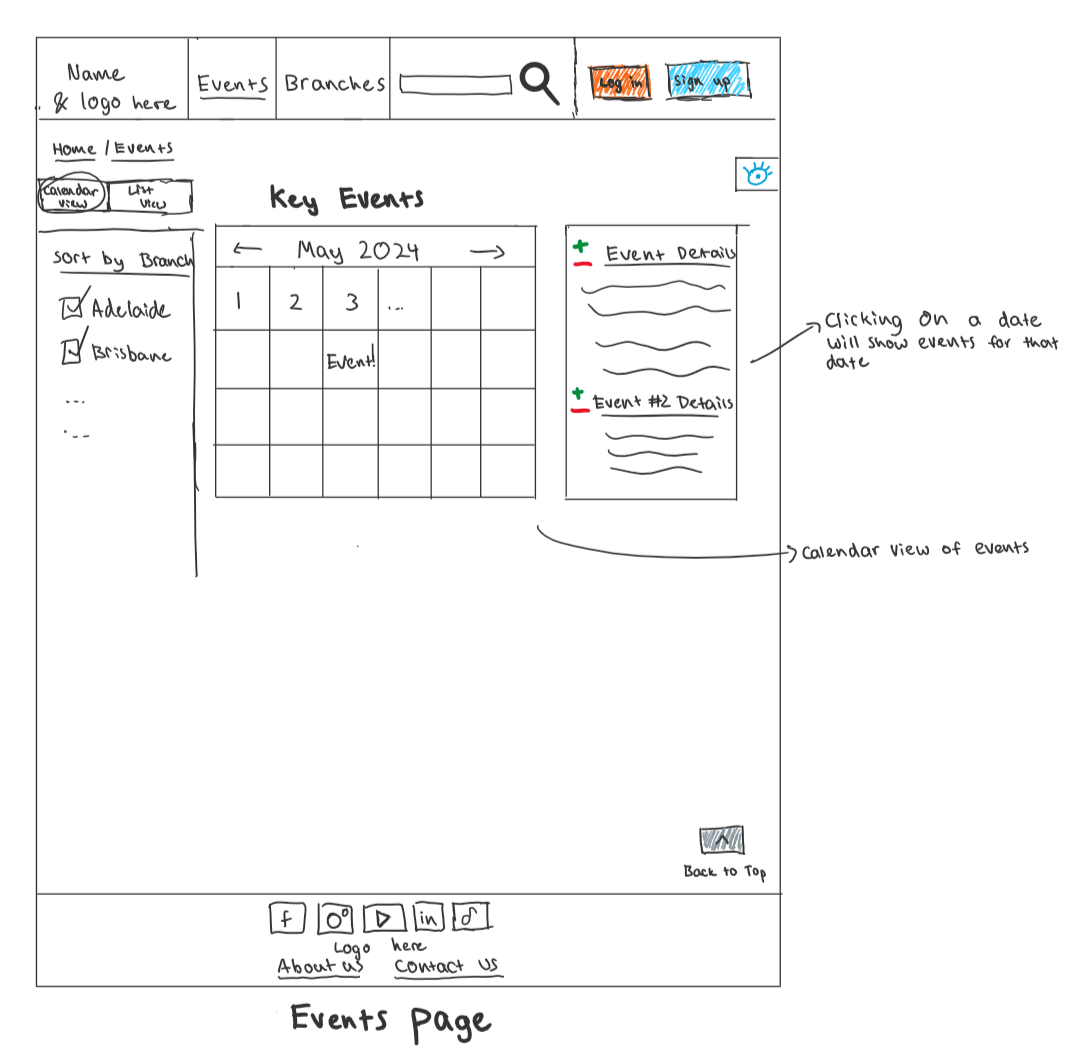 Name
& logo here
Events
Branches
Log in
Sign up
Home / Events
Calendar
view
List
View
Key Events
Sort by Branch
Adelaide
Brisbane
...
...
← May 2024 →
1 2 3 ...
Event!
+
-
Event Details
+
-
Event #2 Details
Clicking on a date
will show events for that
date
Calendar view of events
Back to Top
f
in
Logo here
About us Contact us
Events page